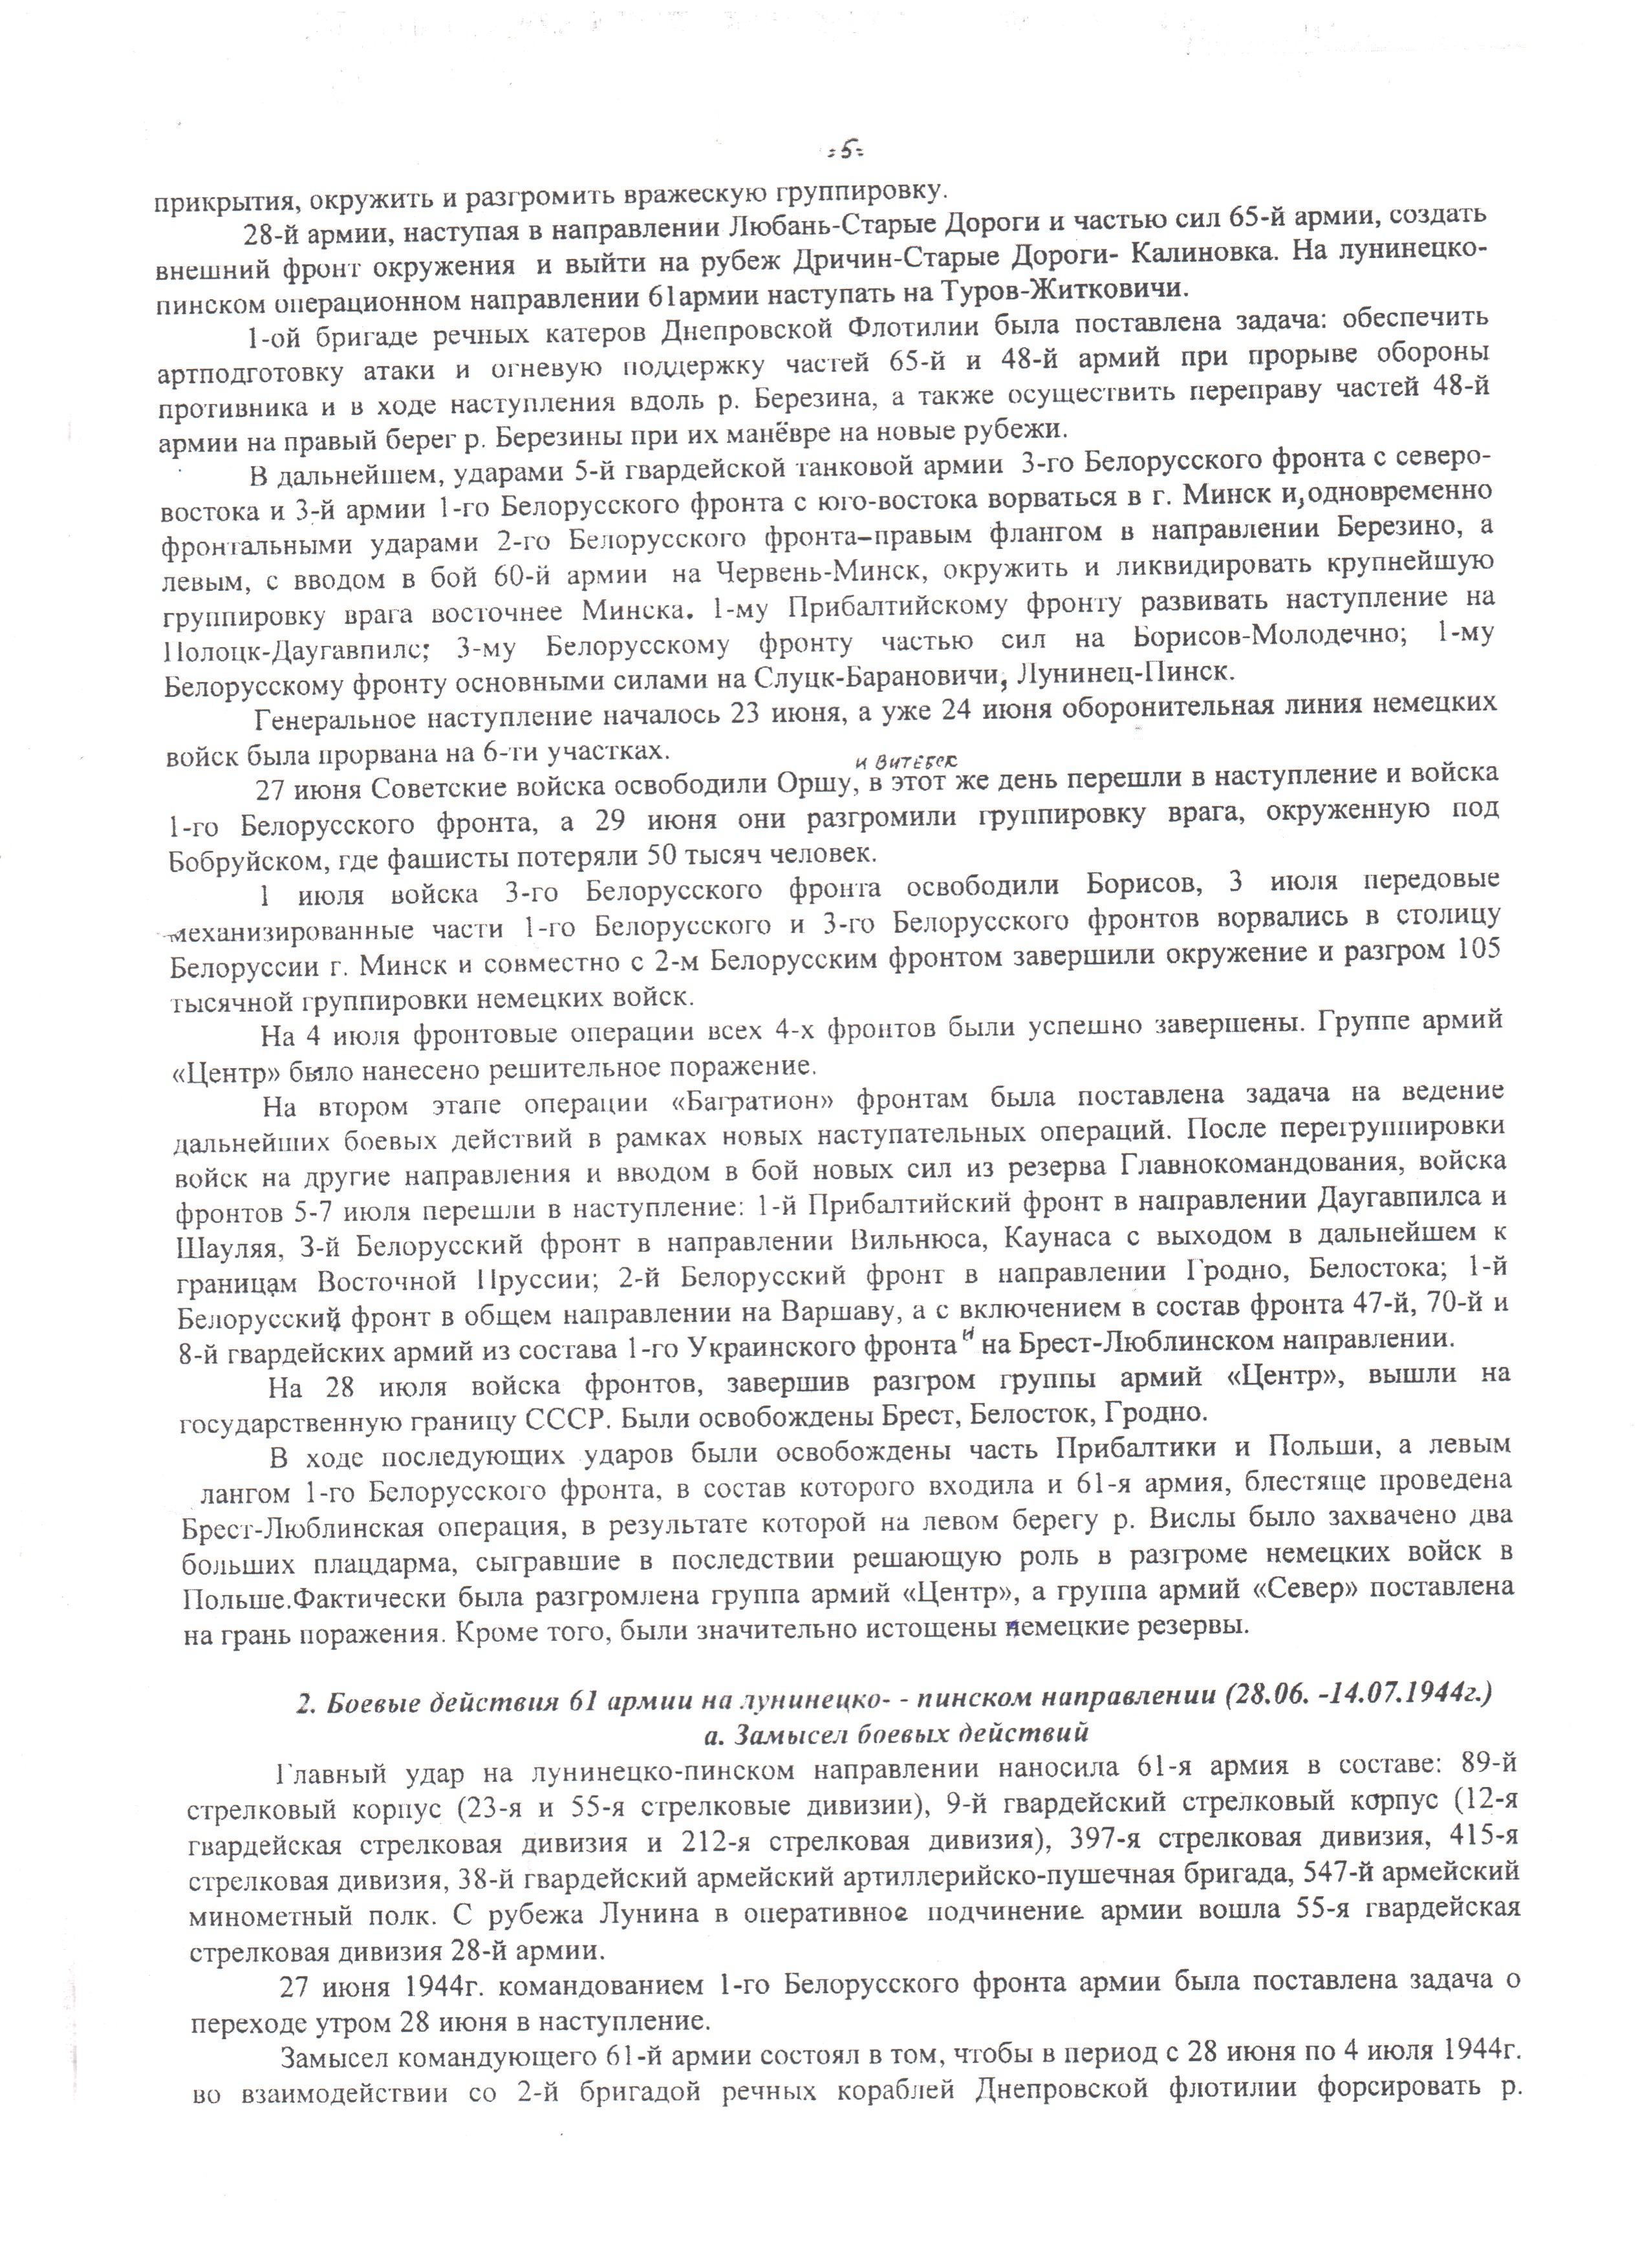 -5-
прикрытия, окружить и разгромить вражескую группировку.
28-й армии, наступая в направлении Любань-Старые Дороги и частью сил 65-й армии, создать
внешний фронт окружения и выйти на рубеж Дричин-Старые Дороги- Калиновка. На лунинецко-
пинском операционном направлении 61армии наступать на Туров-Житковичи.
1-ой бригаде речных катеров Днепровской Флотилии была поставлена задача: обеспечить
артподготовку атаки и огневую поддержку частей 65-й и 48-й армий при прорыве обороны
противника и в ходе наступления вдоль р. Березина, а также осуществить переправу частей 48-й
армии на правый берег р. Березины при их манёвре на новые рубежи.
В дальнейшем, ударами 5-й гвардейской танковой армии 3-го Белорусского фронта с северо-
востока и 3-й армии 1-го Белорусского фронта с юго-востока ворваться в г. Минск и, одновременно
фронтальными ударами 2-го Белорусского фронта–правым флангом в направлении Березино, а
левым, с вводом в бой 60-й армии на Червень-Минск, окружить и ликвидировать крупнейшую
группировку врага восточнее Минска. 1-му Прибалтийскому фронту развивать наступление на
Полоцк-Даугавпилс; 3-му Белорусскому фронту частью сил на Борисов-Молодечно; 1-му
Белорусскому фронту основными силами на Слуцк-Барановичи, Лунинец-Пинск.
Генеральное наступление началось 23 июня, а уже 24 июня оборонительная линия немецких
войск была прорвана на 6-ти участках.
и Витебск
27 июня Советские войска освободили Оршу, в этот же день перешли в наступление и войска
1-го Белорусского фронта, а 29 июня они разгромили группировку врага, окруженную под
Бобруйском, где фашисты потеряли 50 тысяч человек.
1 июля войска 3-го Белорусского фронта освободили Борисов, 3 июля передовые
механизированные части 1-го Белорусского и 3-го Белорусского фронтов ворвались в столицу
Белоруссии г. Минск и совместно с 2-м Белорусским фронтом завершили окружение и разгром 105
тысячной группировки немецких войск.
На 4 июля фронтовые операции всех 4-х фронтов были успешно завершены. Группе армий
«Центр» было нанесено решительное поражение.
На втором этапе операции «Багратион» фронтам была поставлена задача на ведение
дальнейших боевых действий в рамках новых наступательных операций. После перегруппировки
войск на другие направления и вводом в бой новых сил из резерва Главнокомандования, войска
фронтов 5-7 июля перешли в наступление: 1-й Прибалтийский фронт в направлении Даугавпилса и
Шауляя, 3-й Белорусский фронт в направлении Вильнюса, Каунаса с выходом в дальнейшем к
границам Восточной Пруссии; 2-й Белорусский фронт в направлении Гродно, Белостока; 1-й
Белорусский фронт в общем направлении на Варшаву, а с включением в состав фронта 47-й, 70-й и
8-й гвардейских армий из состава 1-го Украинского фронта и на Брест-Люблинском направлении.
На 28 июля войска фронтов, завершив разгром группы армий «Центр», вышли на
государственную границу СССР. Были освобождены Брест, Белосток, Гродно.
В ходе последующих ударов были освобождены часть Прибалтики и Польши, а левым
лангом 1-го Белорусского фронта, в состав которого входила и 61-я армия, блестяще проведена
Брест-Люблинская операция, в результате которой на левом берегу р. Вислы было захвачено два
больших плацдарма, сыгравшие в последствии решающую роль в разгроме немецких войск в
Польше.Фактически была разгромлена группа армий «Центр», а группа армий «Север» поставлена
на грань поражения. Кроме того, были значительно истощены немецкие резервы.
2. Боевые действия 61 армии на лунинецко- - пинском направлении (28.06. -14.07.1944г.)
а. Замысел боевых действий
Главный удар на лунинецко-пинском направлении наносила 61-я армия в составе: 89-й
стрелковый корпус (23-я и 55-я стрелковые дивизии), 9-й гвардейский стрелковый корпус (12-я
гвардейская стрелковая дивизия и 212-я стрелковая дивизия), 397-я стрелковая дивизия, 415-я
стрелковая дивизия, 38-й гвардейский армейский артиллерийско-пушечная бригада, 547-й армейский
минометный полк. С рубежа Лунина в оперативное подчинение армии вошла 55-я гвардейская
стрелковая дивизия 28-й армии.
27 июня 1944г. командованием 1-го Белорусского фронта армии была поставлена задача о
переходе утром 28 июня в наступление.
Замысел командующего 61-й армии состоял в том, чтобы в период с 28 июня по 4 июля 1944г.
во взаимодействии со 2-й бригадой речных кораблей Днепровской флотилии форсировать р.